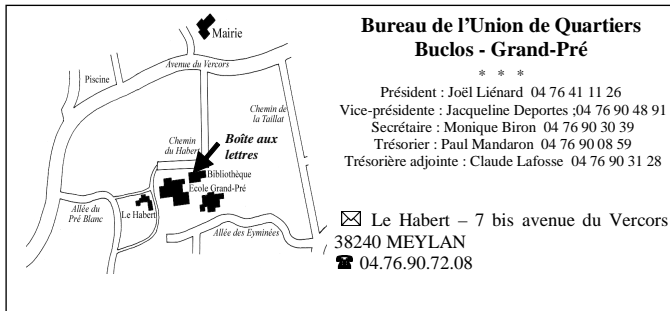 Mairie
Avenue du Vercors
Piscine
Chemin de
la Taillat
Chemin
du Habert
Boîte aux
lettres
Bibliothèque
Ecole Grand-Pré
Le Habert
Allée du
Pré Blanc
Allée des Eyminées
Bureau de l'Union de Quartiers
Buclos - Grand-Pré
* * *
Président : Joël Liénard 04 76 41 11 26
Vice-présidente : Jacqueline Deportes ;04 76 90 48 91
Secrétaire : Monique Biron 04 76 90 30 39
Trésorier : Paul Mandaron 04 76 90 08 59
Trésorière adjointe : Claude Lafosse 04 76 90 31 28
✉ Le Habert – 7 bis avenue du Vercors
38240 MEYLAN
☎ 04.76.90.72.08